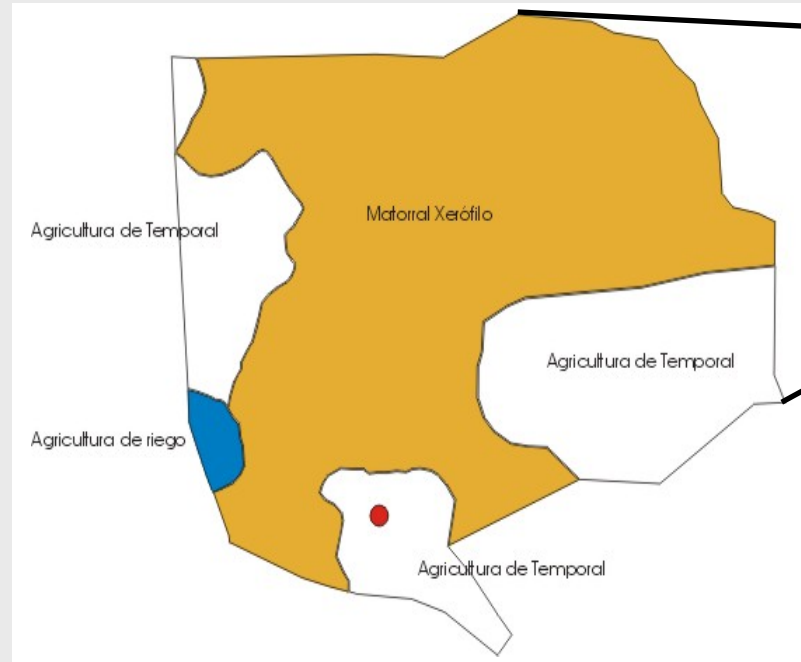 Matorral Xerófilo
Agricultura de Temporal
Agricultura de Temporal
Agricultura de riego
Agricultura de Temporal